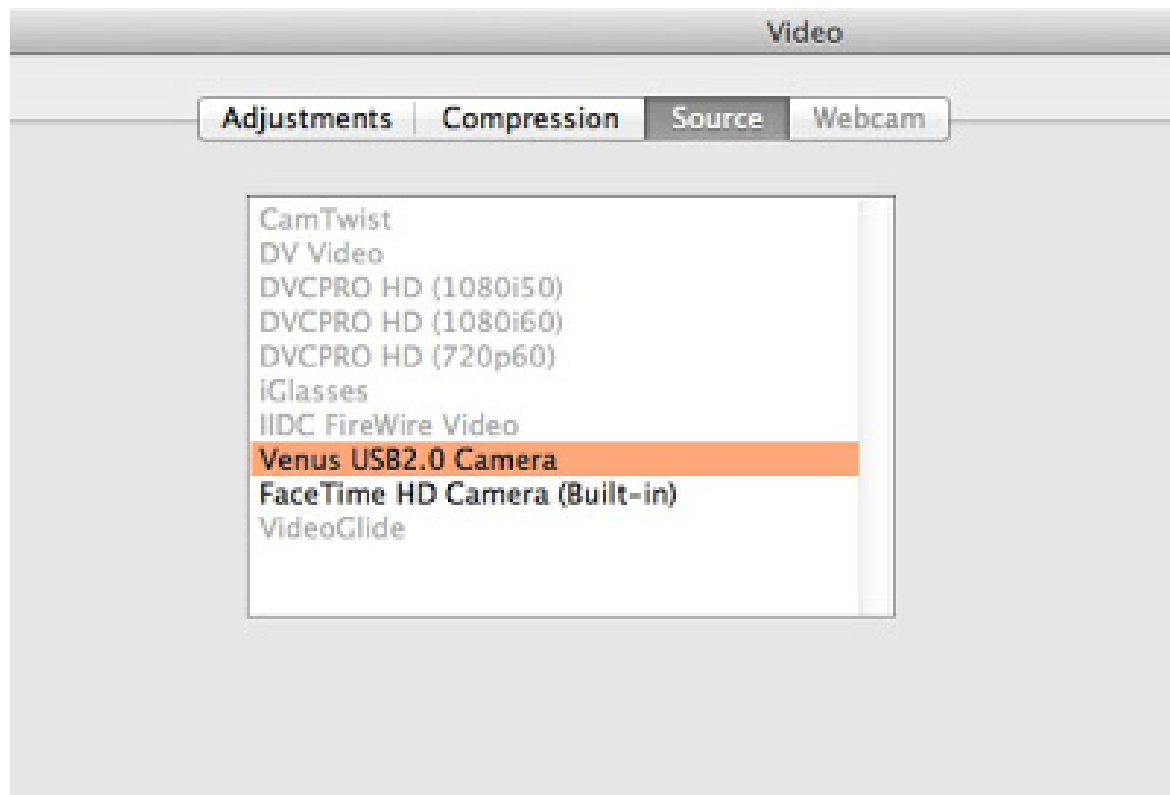 Video
Adjustments Compression Source Webcam
CamTwist
DV Video
DVCPRO HD (1080i50)
DVCPRO HD (1080i60)
DVCPRO HD (720p60)
iGlasses
IIDC FireWire Video
Venus USB2.0 Camera
FaceTime HD Camera (Built-in)
VideoGlide